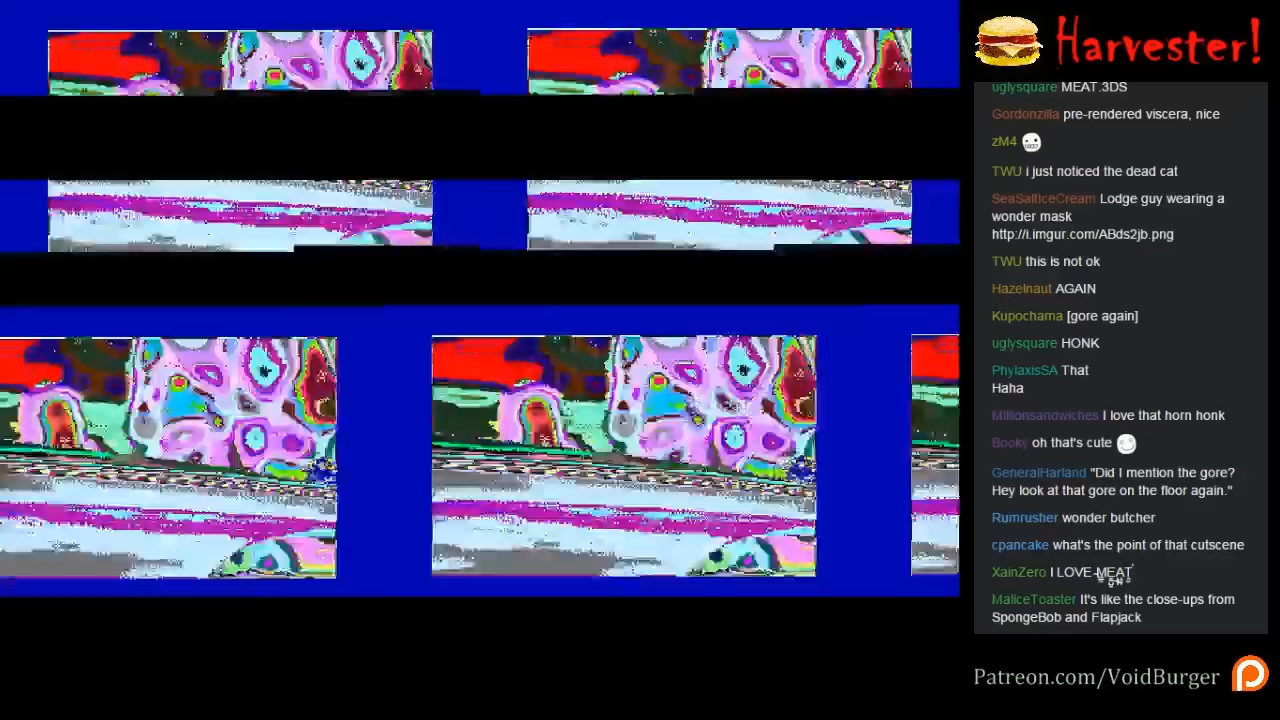 Harvester!
uglysquare MEAT.3DS
Gordonzilla pre-rendered viscera, nice
zM4
TWU i just noticed the dead cat
SeaSaltIceCream Lodge guy wearing a
wonder mask
http://i.imgur.com/ABds2jb.png
TWU this is not ok
Hazelnaut AGAIN
Kupochama [gore again]
uglysquare HONK
PhylaxisSA That
Haha
Millionsandwiches I love that horn honk
Booky oh that's cute
GeneralHarland "Did I mention the gore?
Hey look at that gore on the floor again."
Rumrusher wonder butcher
cpancake what's the point of that cutscene
XainZero I LOVE MEAT
MaliceToaster It's like the close-ups from
SpongeBob and Flapjack
Patreon.com/VoidBurger